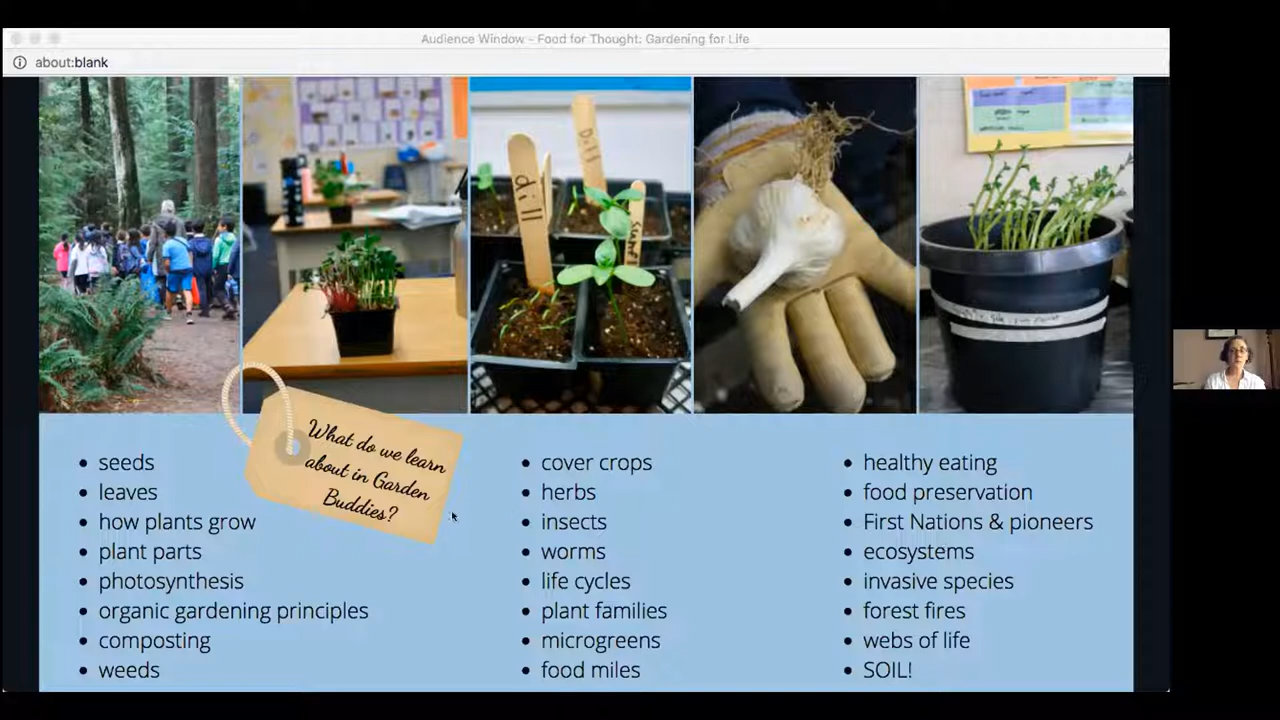 Audience Window - Food for Thought: Gardening for Life
about:blank
dill
Dill
What do we learn
about in Garden
Buddies?
seeds
leaves
how plants grow
plant parts
photosynthesis
organic gardening principles
composting
weeds
cover crops
herbs
insects
worms
life cycles
plant families
microgreens
food miles
healthy eating
food preservation
First Nations & pioneers
ecosystems
invasive species
forest fires
webs of life
SOIL!